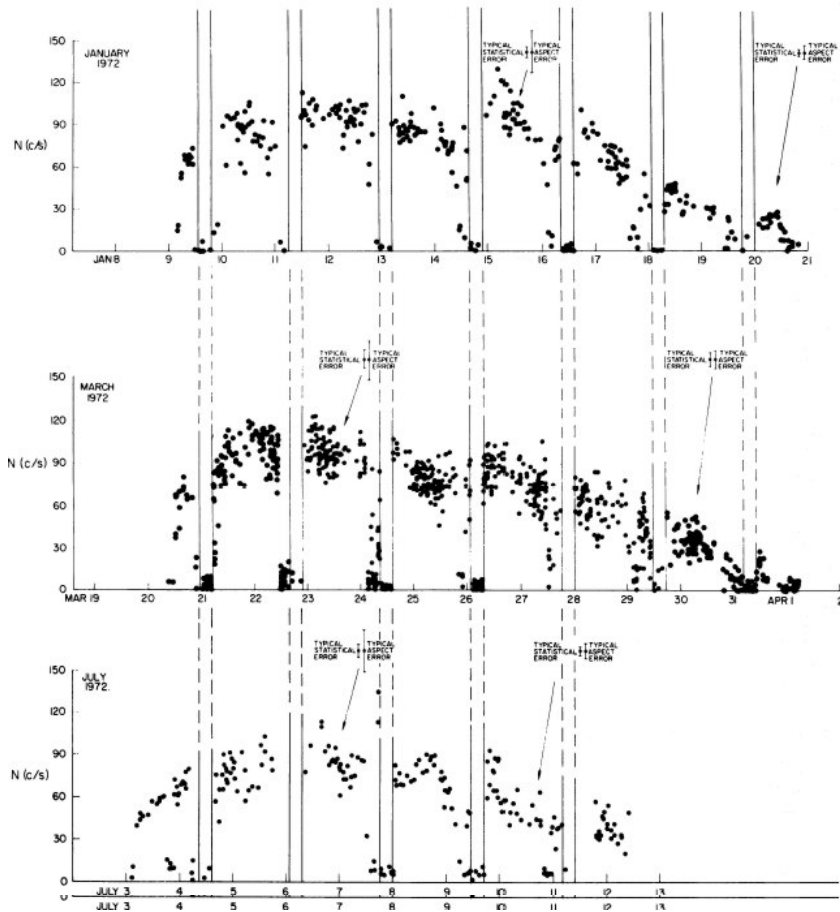 JANUARY
1972
TYPICAL STATISTICAL ERROR
TYPICAL ASPECT ERROR
TYPICAL STATISTICAL ERROR
TYPICAL ASPECT ERROR
150
120
N (c/s) 90
60
30
0
JAN 8 9 10 11 12 13 14 15 16 17 18 19 20 21
MARCH
1972
TYPICAL STATISTICAL ERROR
TYPICAL ASPECT ERROR
TYPICAL STATISTICAL ERROR
TYPICAL ASPECT ERROR
150
120
N (c/s) 90
60
30
0
MAR 19 20 21 22 23 24 25 26 27 28 29 30 31 APR 1 2
JULY
1972.
TYPICAL STATISTICAL ERROR
TYPICAL ASPECT ERROR
TYPICAL STATISTICAL ERROR
TYPICAL ASPECT ERROR
150
120
N (c/s) 90
60
30
0
JULY 3 4 5 6 7 8 9 10 11 12 13
0
JULY 3 4 5 6 7 8 9 10 11 12 13